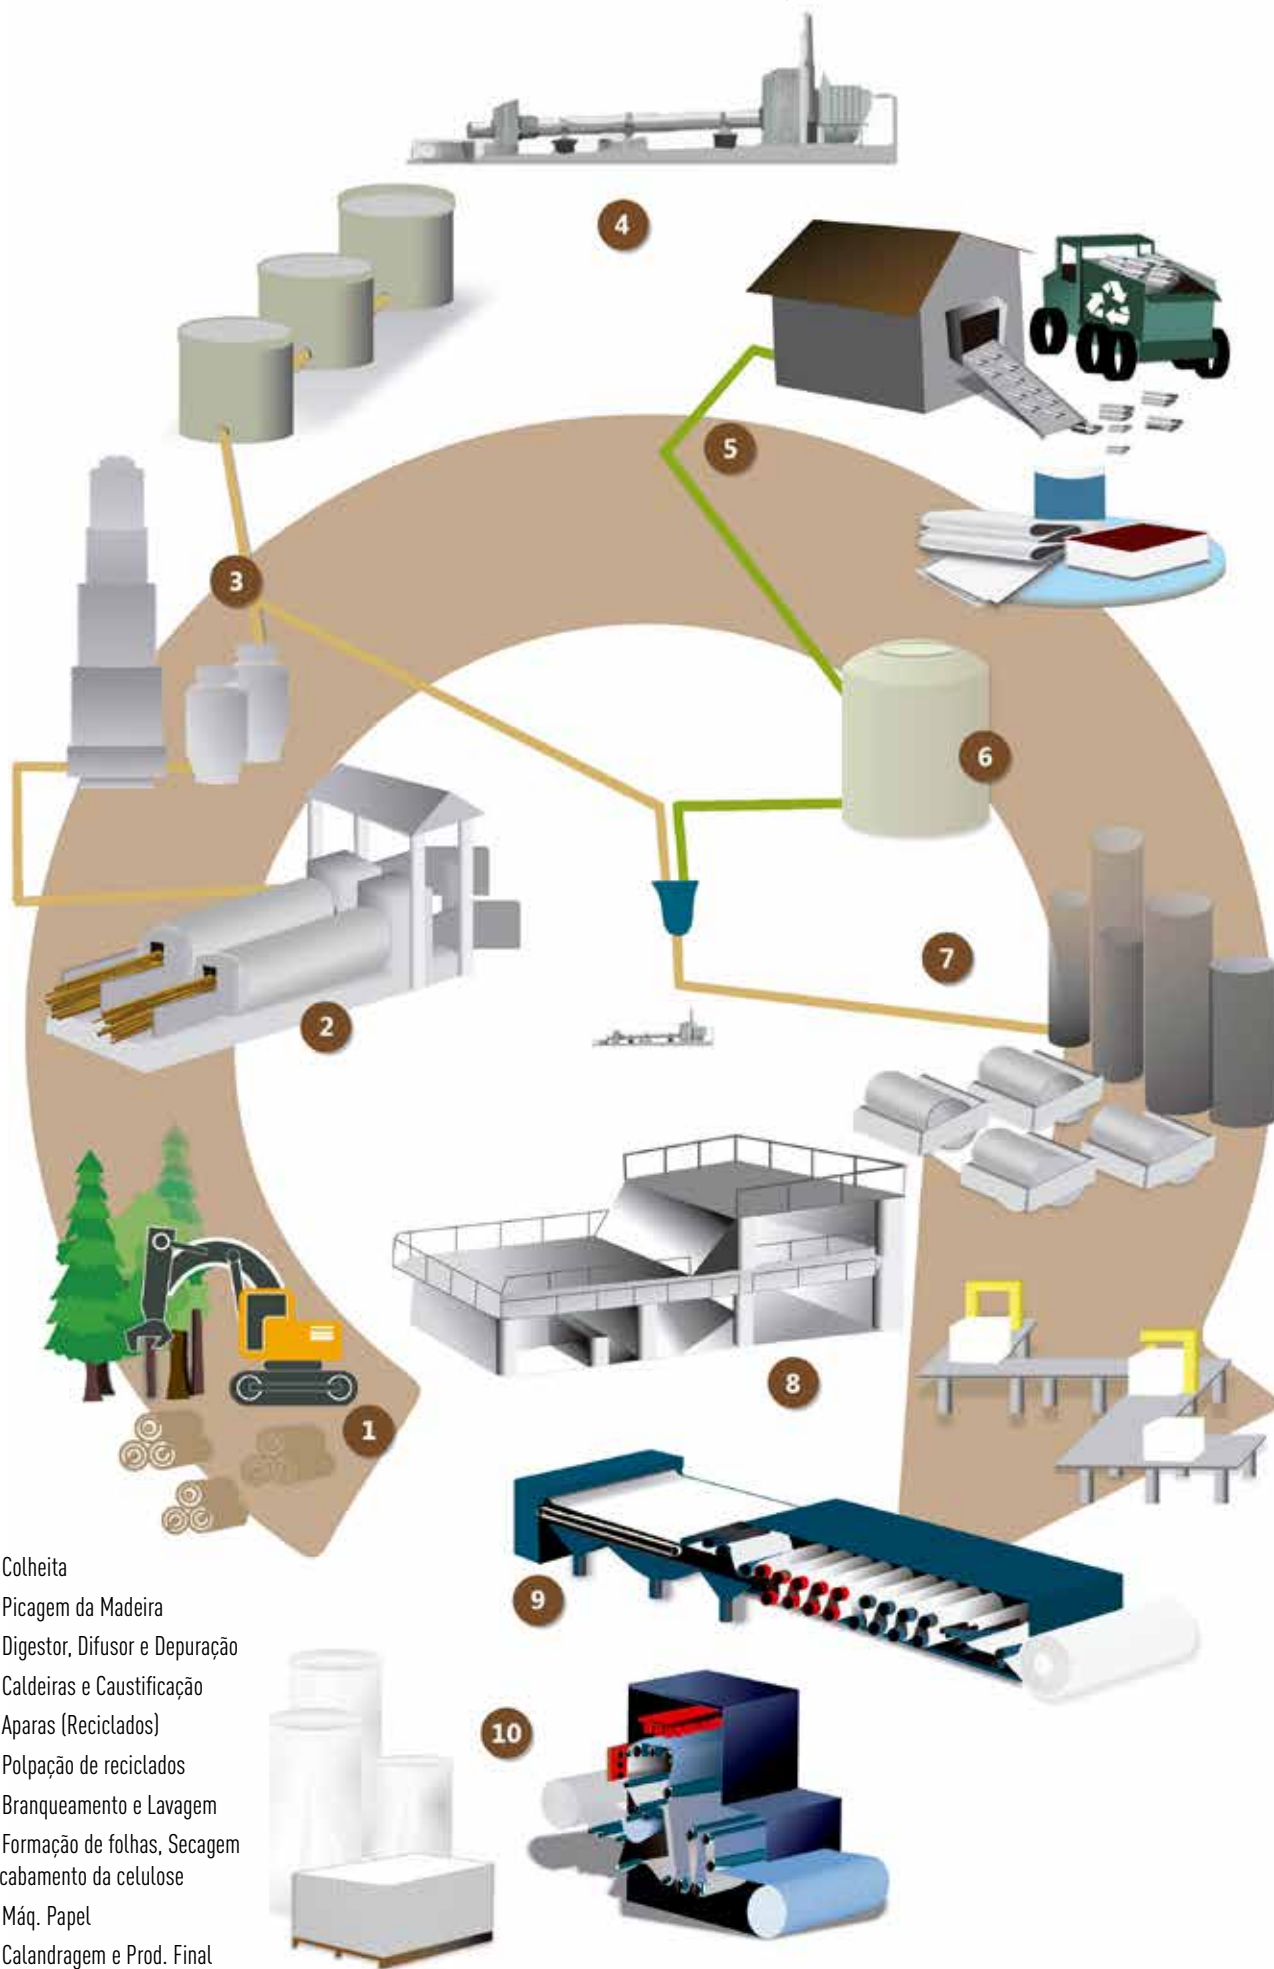 4
5
3
6
7
2
8
1
9
10
Colheita
Picagem da Madeira
Digestor, Difusor e Depuração
Caldeiras e Caustificação
Aparas (Reciclados)
Polpação de reciclados
Branqueamento e Lavagem
Formação de folhas, Secagem
cabamento da celulose
Máq. Papel
Calandragem e Prod. Final